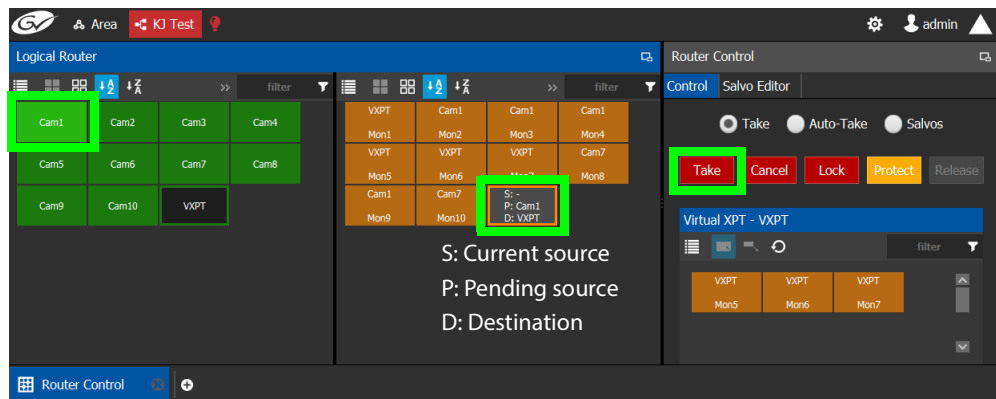 GV Area KJ Test admin
Logical Router
Router Control
filter
filter
Control Salvo Editor
Cam1 Cam2 Cam3 Cam4
Cam5 Cam6 Cam7 Cam8
Cam9 Cam10 VXPT
VXPT Cam1 Cam1 Cam1
Mon1 Mon2 Mon3 Mon4
VXPT VXPT VXPT Cam7
Mon5 Mon6 Mon7 Mon8
Cam1 Cam7 S: -
P: Cam1
Mon9 Mon10 D: VXPT
S: Current source
P: Pending source
D: Destination
Take Auto-Take Salvos
Take Cancel Lock Protect Release
Virtual XPT - VXPT
filter
VXPT VXPT VXPT
Mon5 Mon6 Mon7
Router Control